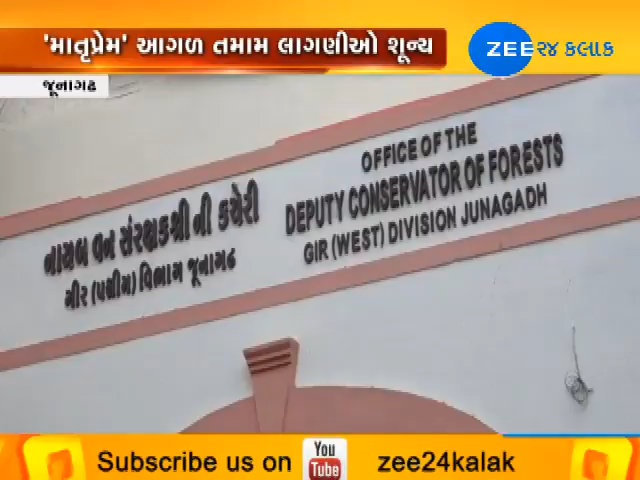 'માતૃપ્રેમ' આગળ તમામ લાગણીઓ શૂન્ય
ZEE ૨૪ કલાક
જૂનાગઢ
નાયબ વન સંરક્ષકશ્રી ની કચેરી
ગીર (પશ્ચીમ) વિભાગ જૂનાગઢ
OFFICE OF THE
DEPUTY CONSERVATOR OF FORESTS
GIR (WEST) DIVISION JUNAGADH
Subscribe us on You Tube zee24kalak